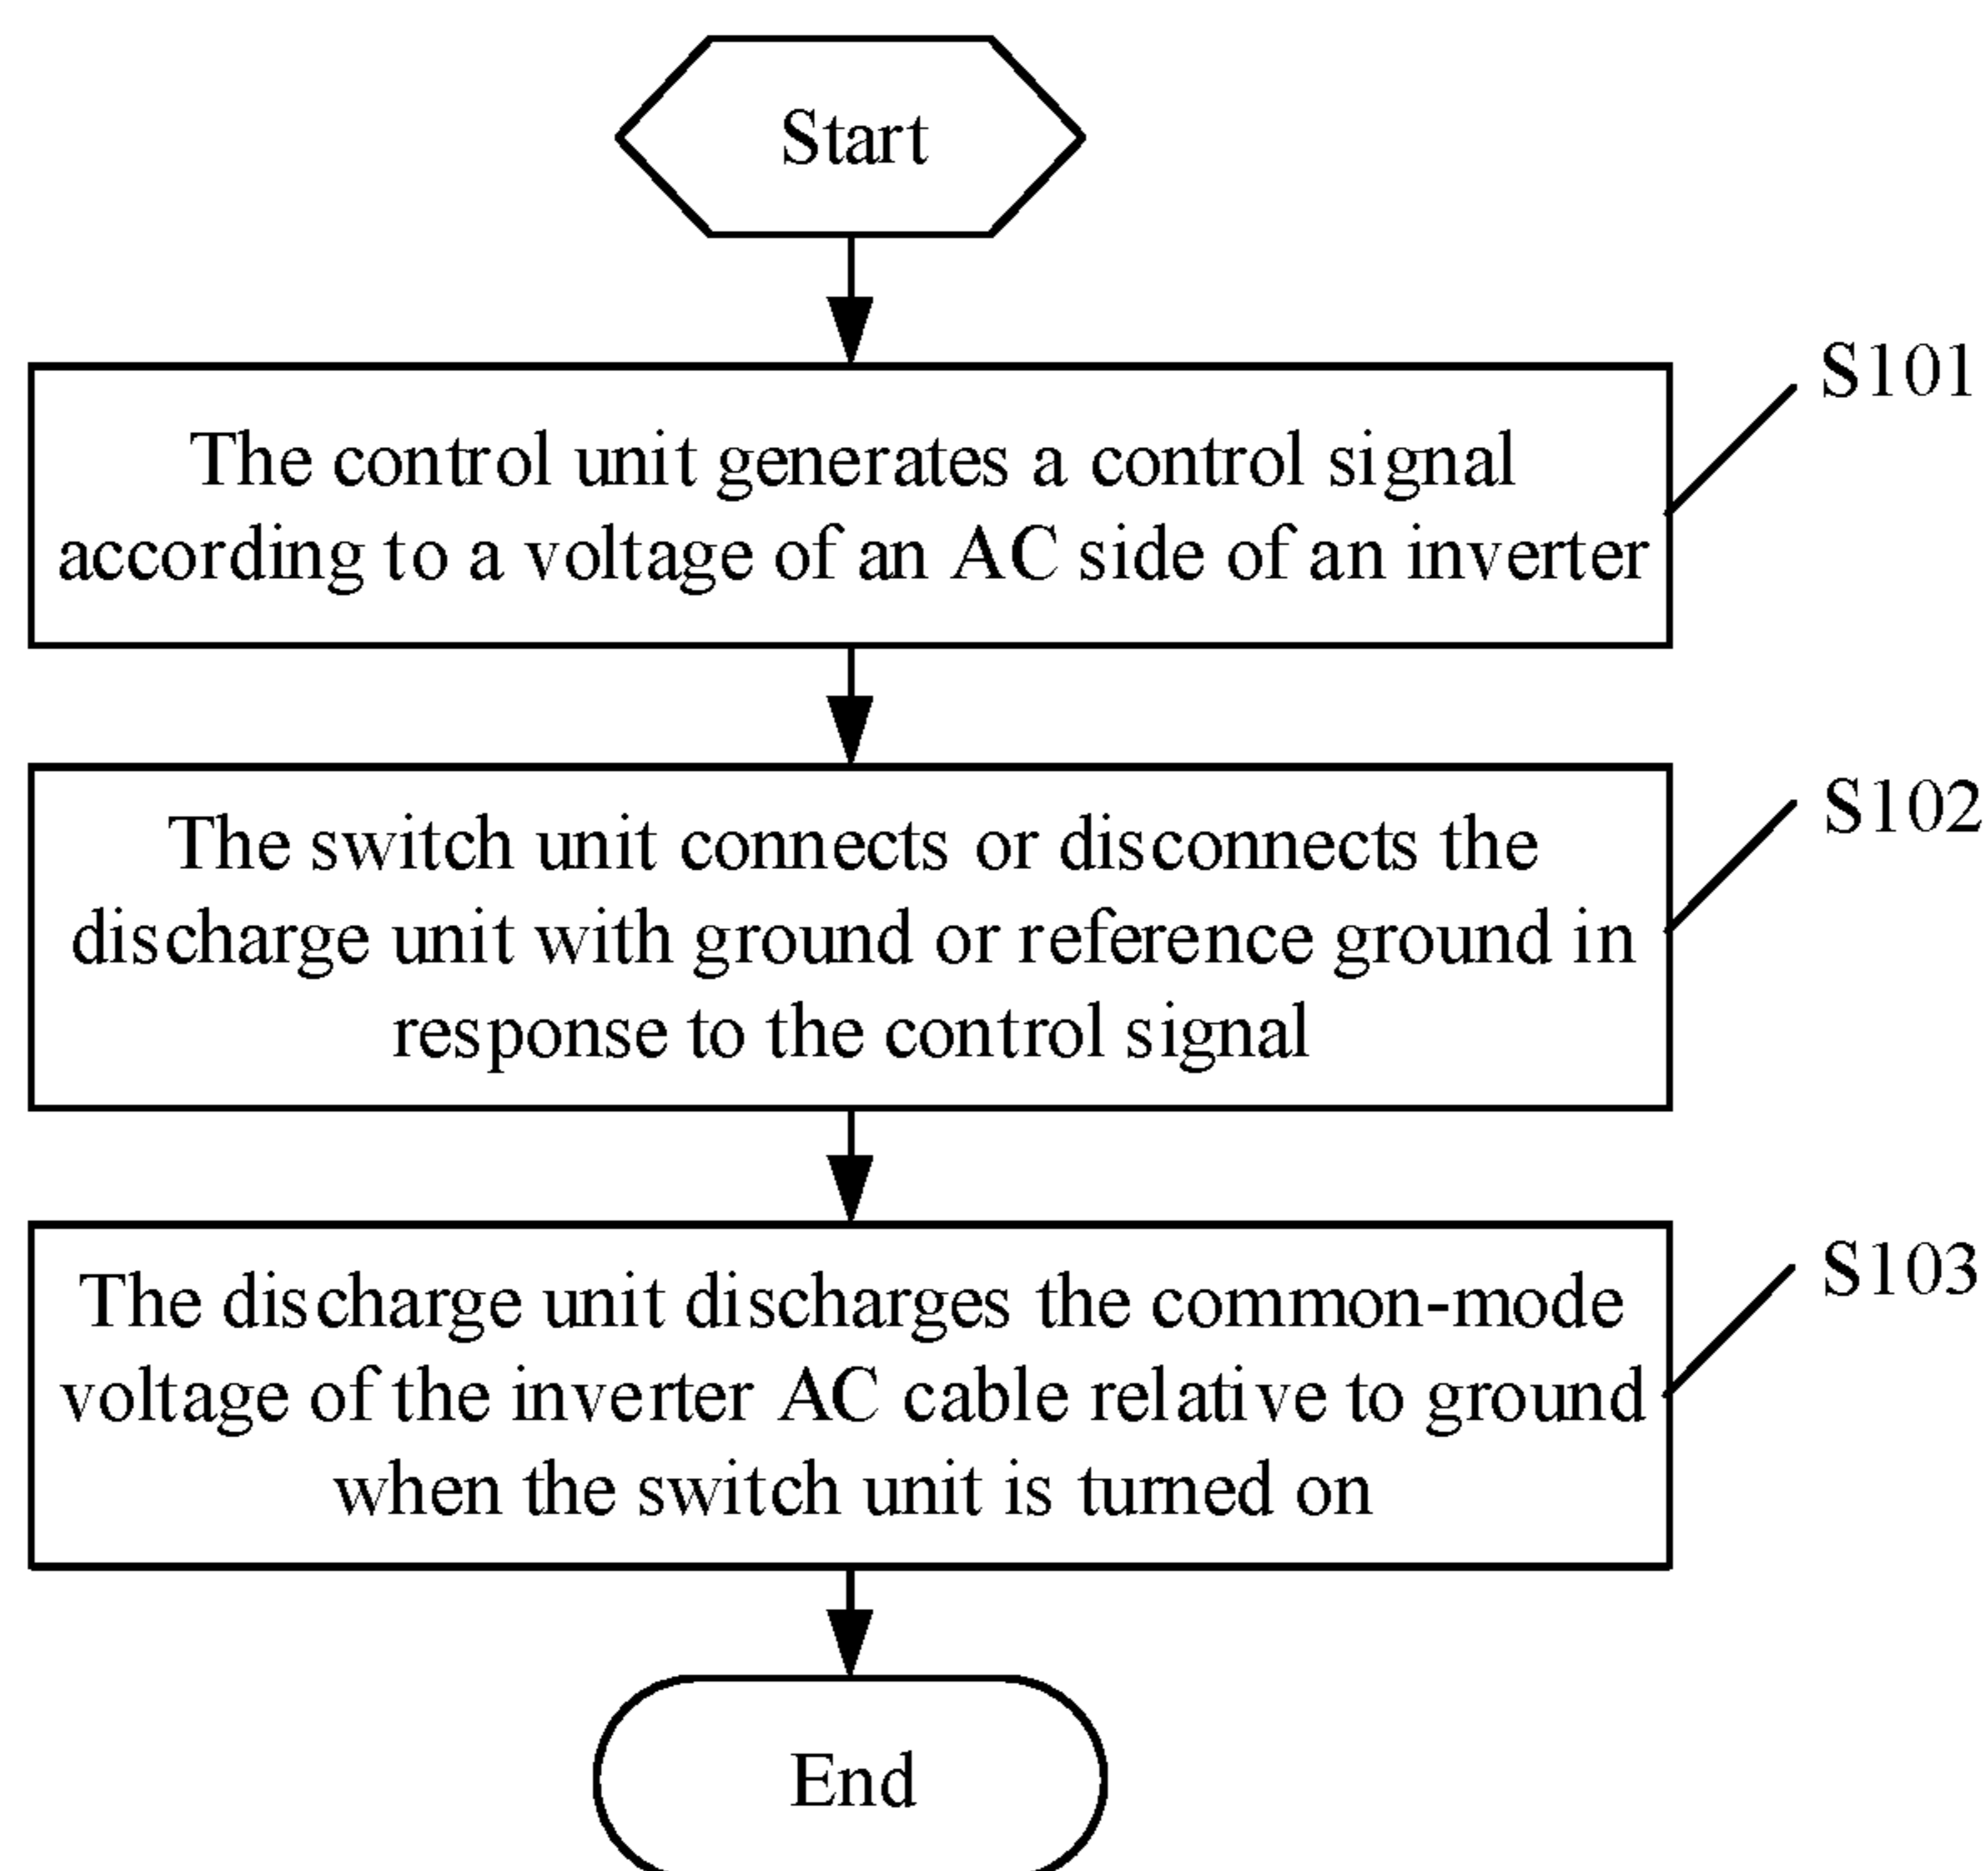 Start
S101
The control unit generates a control signal
according to a voltage of an AC side of an inverter
S102
The switch unit connects or disconnects the
discharge unit with ground or reference ground in
response to the control signal
S103
The discharge unit discharges the common-mode
voltage of the inverter AC cable relative to ground
when the switch unit is turned on
End